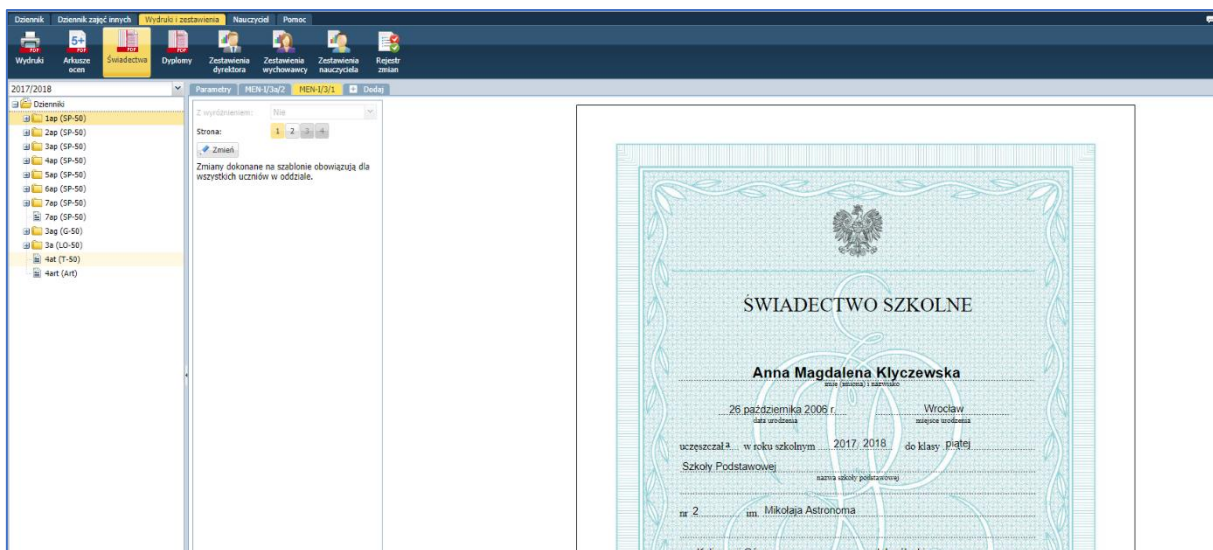 Dziennik Dziennik zajęć innych Wydruki i zestawienia Nauczyciel Pomoc
PDF 5+ PDF PDF PDF
Wydruki Arkusze ocen Świadectwa Dyplomy Zestawienia dyrektora Zestawienia wychowawcy Zestawienia nauczyciela Rejestr zmian
2017/2018 Parametry MEN-I/3a/2 MEN-I/3/1 Dodaj
Dzienniki
1ap (SP-50)
2ap (SP-50)
3ap (SP-50)
4ap (SP-50)
5ap (SP-50)
6ap (SP-50)
7ap (SP-50)
7ap (SP-50)
3ag (G-50)
3a (LO-50)
4at (T-50)
4art (Art)
Z wyróżnieniem: Nie
Strona: 1 2 3 4
Zmień
Zmiany dokonane na szablonie obowiązują dla
wszystkich uczniów w oddziale.
ŚWIADECTWO SZKOLNE
Anna Magdalena Klyczewska
imię (imiona) i nazwisko
26 października 2006 r. Wrocław
data urodzenia miejsce urodzenia
uczęszczał a w roku szkolnym 2017/ 2018 do klasy piątej
Szkoły Podstawowej
nazwa szkoły podstawowej
nr 2 im. Mikołaja Astronoma